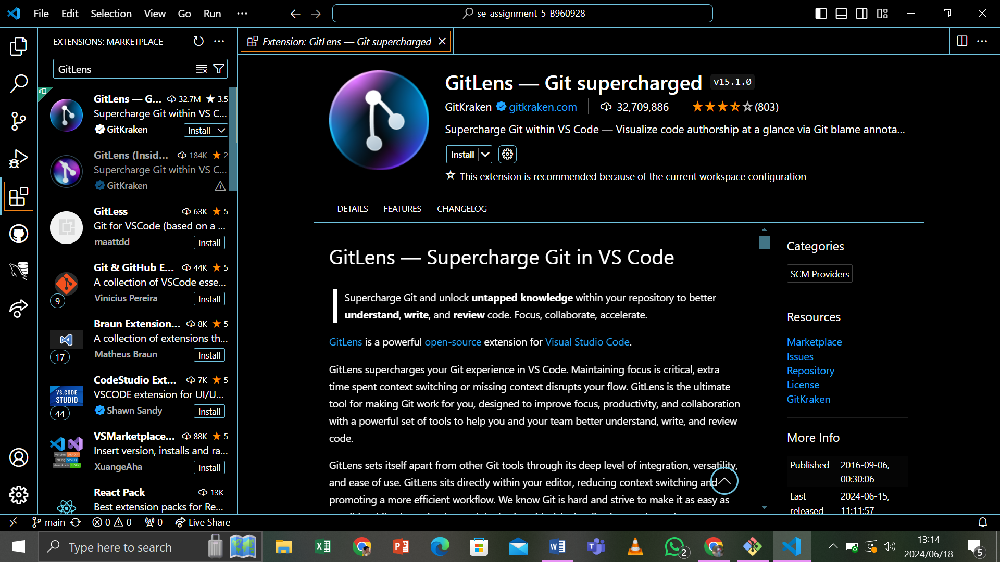 File Edit Selection View Go Run ···
se-assignment-5-B960928
EXTENSIONS: MARKETPLACE
GitLens
GitLens — G... 32.7M ★ 3.5
Supercharge Git within VS C...
GitKraken Install
GitLens (Insid... 184K ★ 2
Supercharge Git within VS C...
GitKraken
GitLess 63K ★ 5
Git for VSCode (based on a ...
maattdd Install
Git & GitHub E... 44K ★ 5
A collection of VSCode esse...
9 Vinícius Pereira Install
Braun Extension... 8K ★ 5
A collection of extensions th...
17 Matheus Braun Install
CodeStudio Ext... 7K ★ 5
VS.CODE STUDIO
VSCODE extension for UI/U...
44 Shawn Sandy Install
VSMarketplace... 88K ★ 5
Insert version, installs and ra...
XuangeAha Install
React Pack 13K
Best extension packs for Re...
Extension: GitLens — Git supercharged
GitLens — Git supercharged v15.1.0
GitKraken gitkraken.com 32,709,886 ★★★★☆(803)
Supercharge Git within VS Code — Visualize code authorship at a glance via Git blame annota...
Install
This extension is recommended because of the current workspace configuration
DETAILS FEATURES CHANGELOG
GitLens — Supercharge Git in VS Code
Supercharge Git and unlock untapped knowledge within your repository to better
understand, write, and review code. Focus, collaborate, accelerate.
GitLens is a powerful open-source extension for Visual Studio Code.
GitLens supercharges your Git experience in VS Code. Maintaining focus is critical, extra
time spent context switching or missing context disrupts your flow. GitLens is the ultimate
tool for making Git work for you, designed to improve focus, productivity, and collaboration
with a powerful set of tools to help you and your team better understand, write, and review
code.
GitLens sets itself apart from other Git tools through its deep level of integration, versatility,
and ease of use. GitLens sits directly within your editor, reducing context switching and
promoting a more efficient workflow. We know Git is hard and strive to make it as easy as
Categories
SCM Providers
Resources
Marketplace
Issues
Repository
License
GitKraken
More Info
Published 2016-09-06,
00:30:06
Last 2024-06-15,
released 11:11:57
main 0 0 0 Live Share
Type here to search
2
13:14
2024/06/18
5